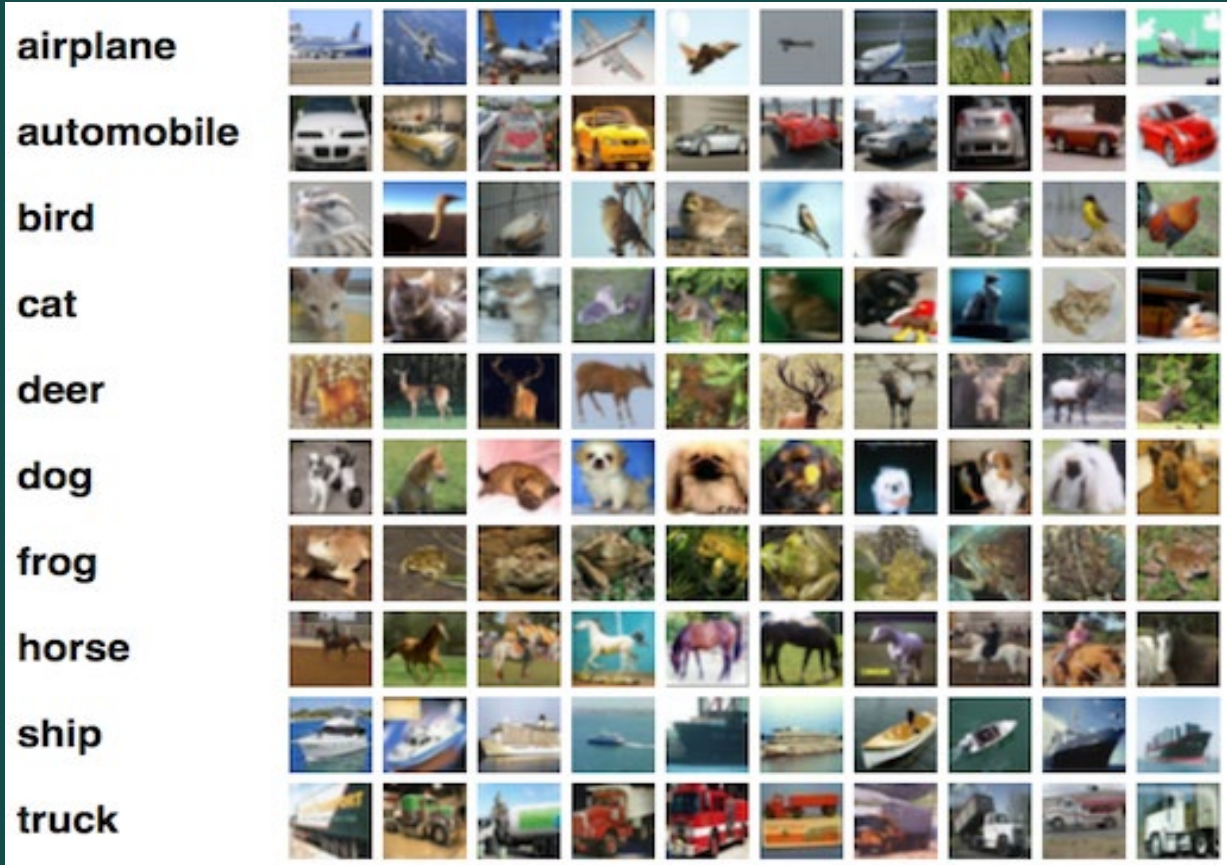 airplane
automobile
bird
cat
deer
dog
frog
horse
ship
truck